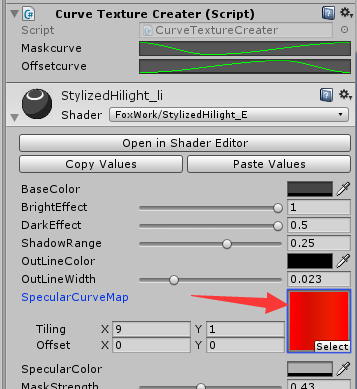 Curve Texture Creater (Script)
Script CurveTextureCreater
Maskcurve
Offsetcurve
StylizedHilight_li
Shader FoxWork/StylizedHilight_E
Open in Shader Editor
Copy Values Paste Values
BaseColor
BrightEffect 1
DarkEffect 0.5
ShadowRange 0.25
OutLineColor
OutLineWidth 0.023
SpecularCurveMap
Tiling X 9 Y 1
Offset X 0 Y 0
Select
SpecularColor
MaskStrength 0.43